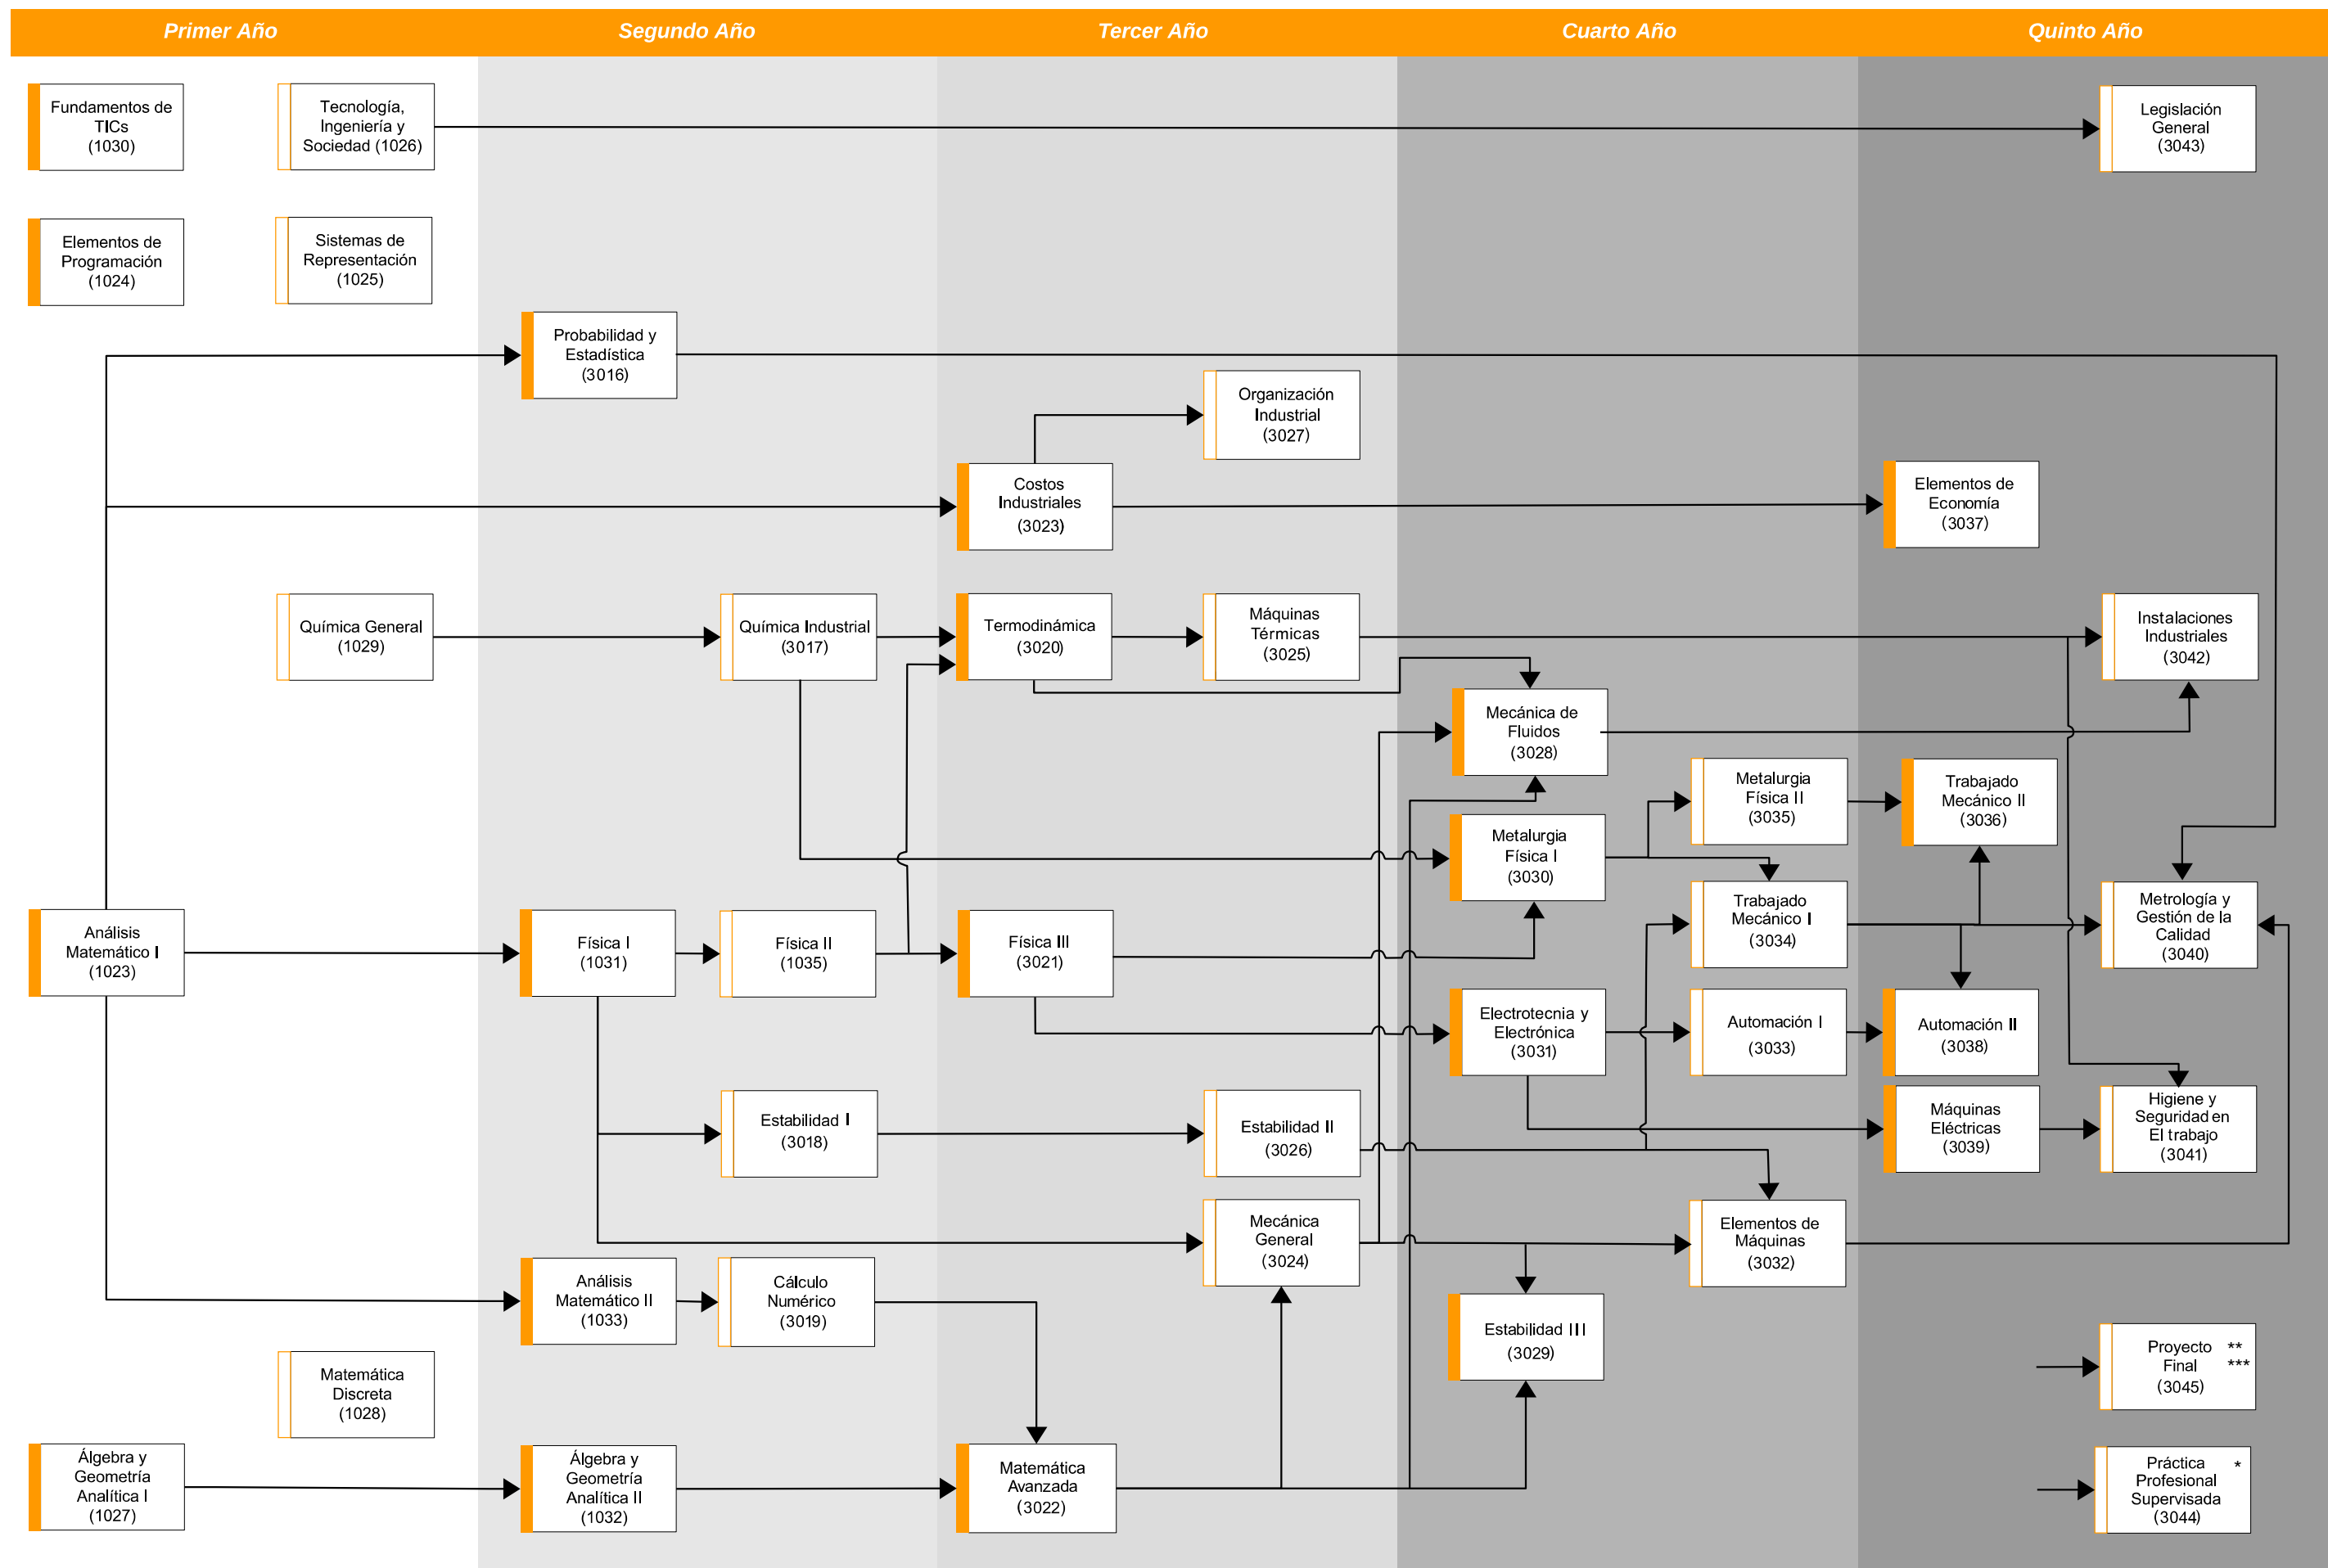 Primer Año
Segundo Año
Tercer Año
Cuarto Año
Quinto Año
Fundamentos de
TICs
(1030)
Tecnología,
Ingeniería y
Sociedad (1026)
Legislación
General
(3043)
Elementos de
Programación
(1024)
Sistemas de
Representación
(1025)
Probabilidad y
Estadística
(3016)
Organización
Industrial
(3027)
Costos
Industriales
(3023)
Elementos de
Economía
(3037)
Química General
(1029)
Química Industrial
(3017)
Termodinámica
(3020)
Máquinas
Térmicas
(3025)
Instalaciones
Industriales
(3042)
Mecánica de
Fluidos
(3028)
Metalurgia
Física II
(3035)
Trabajado
Mecánico II
(3036)
Metalurgia
Física I
(3030)
Análisis
Matemático I
(1023)
Física I
(1031)
Física II
(1035)
Física III
(3021)
Trabajado
Mecánico I
(3034)
Metrología y
Gestión de la
Calidad
(3040)
Electrotecnia y
Electrónica
(3031)
Automación I
(3033)
Automación II
(3038)
Estabilidad I
(3018)
Estabilidad II
(3026)
Máquinas
Eléctricas
(3039)
Higiene y
Seguridad en
El trabajo
(3041)
Mecánica
General
(3024)
Elementos de
Máquinas
(3032)
Análisis
Matemático II
(1033)
Cálculo
Numérico
(3019)
Estabilidad III
(3029)
Proyecto **
Final ***
(3045)
Matemática
Discreta
(1028)
Álgebra y
Geometría
Analítica I
(1027)
Álgebra y
Geometría
Analítica II
(1032)
Matemática
Avanzada
(3022)
Práctica *
Profesional
Supervisada
(3044)